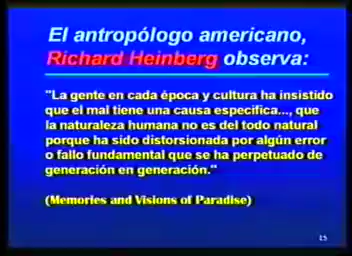 El antropólogo americano,
Richard Heinberg observa:
"La gente en cada época y cultura ha insistido
que el mal tiene una causa especifica..., que
la naturaleza humana no es del todo natural
porque ha sido distorsionada por algún error
o fallo fundamental que se ha perpetuado de
generación en generación."
(Memories and Visions of Paradise)
15